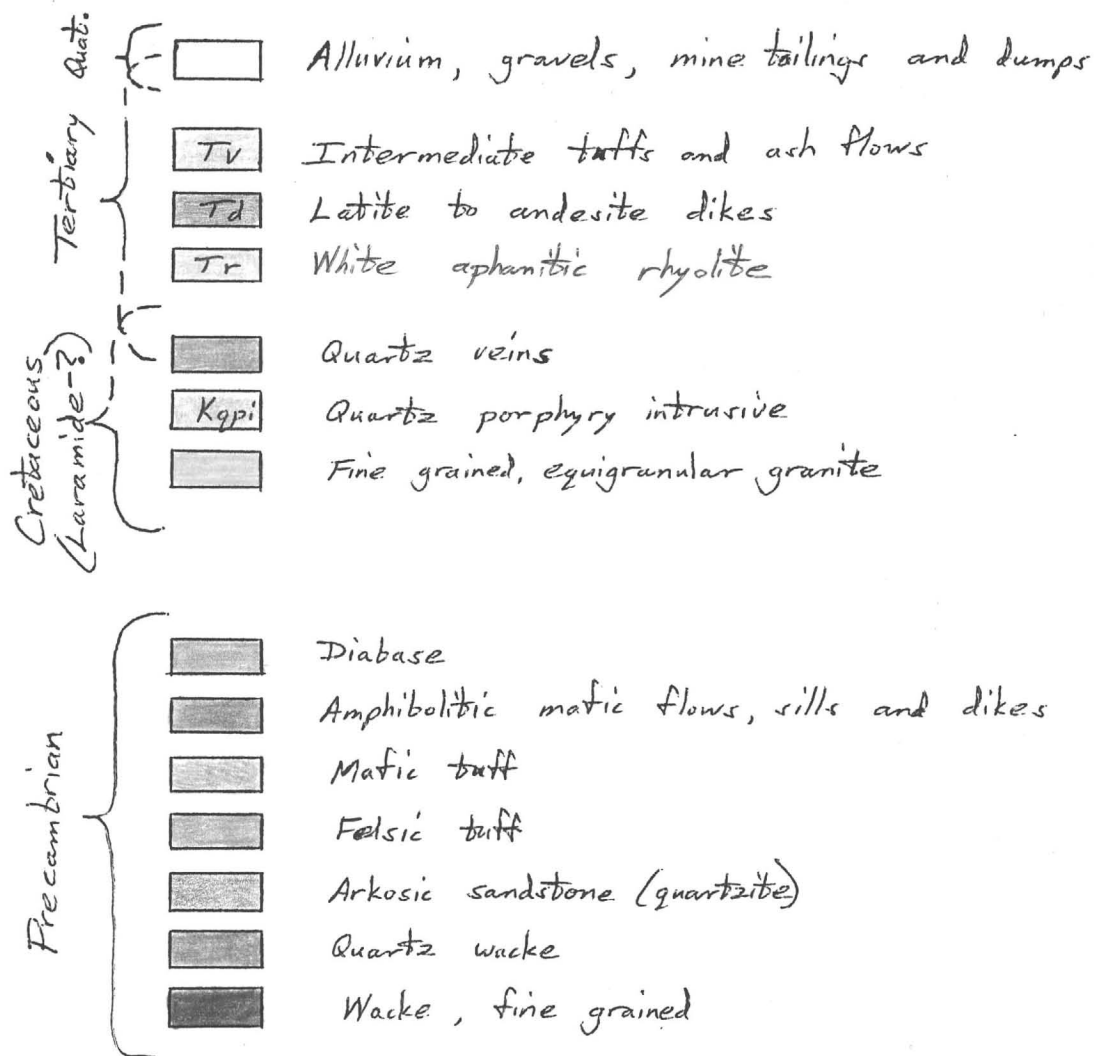 Quat.
Alluvium, gravels, mine tailings and dumps
Tertiary
Tv Intermediate tuffs and ash flows
Td Latite to andesite dikes
Tr White aphanitic rhyolite
Cretaceous
(Laramide-?)
Quartz veins
Kqpi Quartz porphyry intrusive
Fine grained, equigranular granite
Precambrian
Diabase
Amphibolitic mafic flows, sills and dikes
Mafic tuff
Felsic tuff
Arkosic sandstone (quartzite)
Quartz wacke
Wacke, fine grained